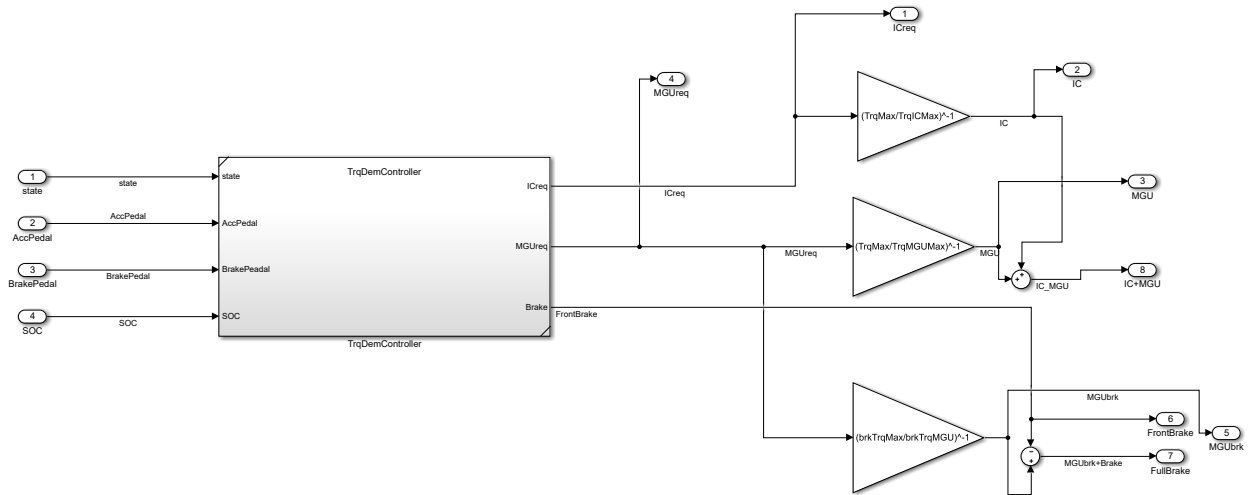 1
ICreq
4
MGUreq
2
IC
(TrqMax/TrqICMax)^-1
IC
TrqDemController
1
state
state
state
ICreq
ICreq
3
MGU
2
AccPedal
AccPedal
AccPedal
MGUreq
MGUreq
(TrqMax/TrqMGUMax)^-1
MGU
+
+
8
IC+MGU
IC_MGU
3
BrakePedal
BrakePedal
BrakePeadal
4
SOC
SOC
SOC
Brake
FrontBrake
TrqDemController
MGUbrk
6
FrontBrake
5
MGUbrk
(brkTrqMax/brkTrqMGU)^-1
−
+
MGUbrk+Brake
7
FullBrake